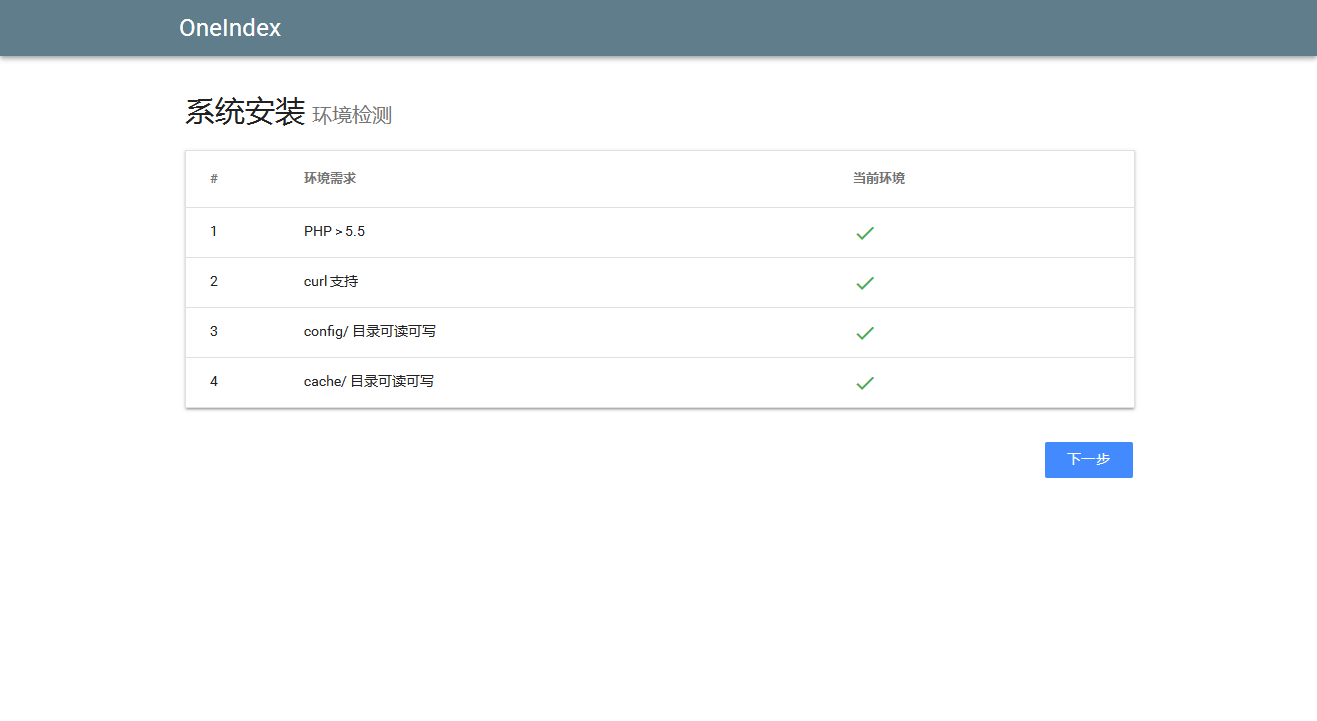 OneIndex
系统安装 环境检测
# 环境需求 当前环境
1 PHP > 5.5
2 curl 支持
3 config/ 目录可读可写
4 cache/ 目录可读可写
下一步